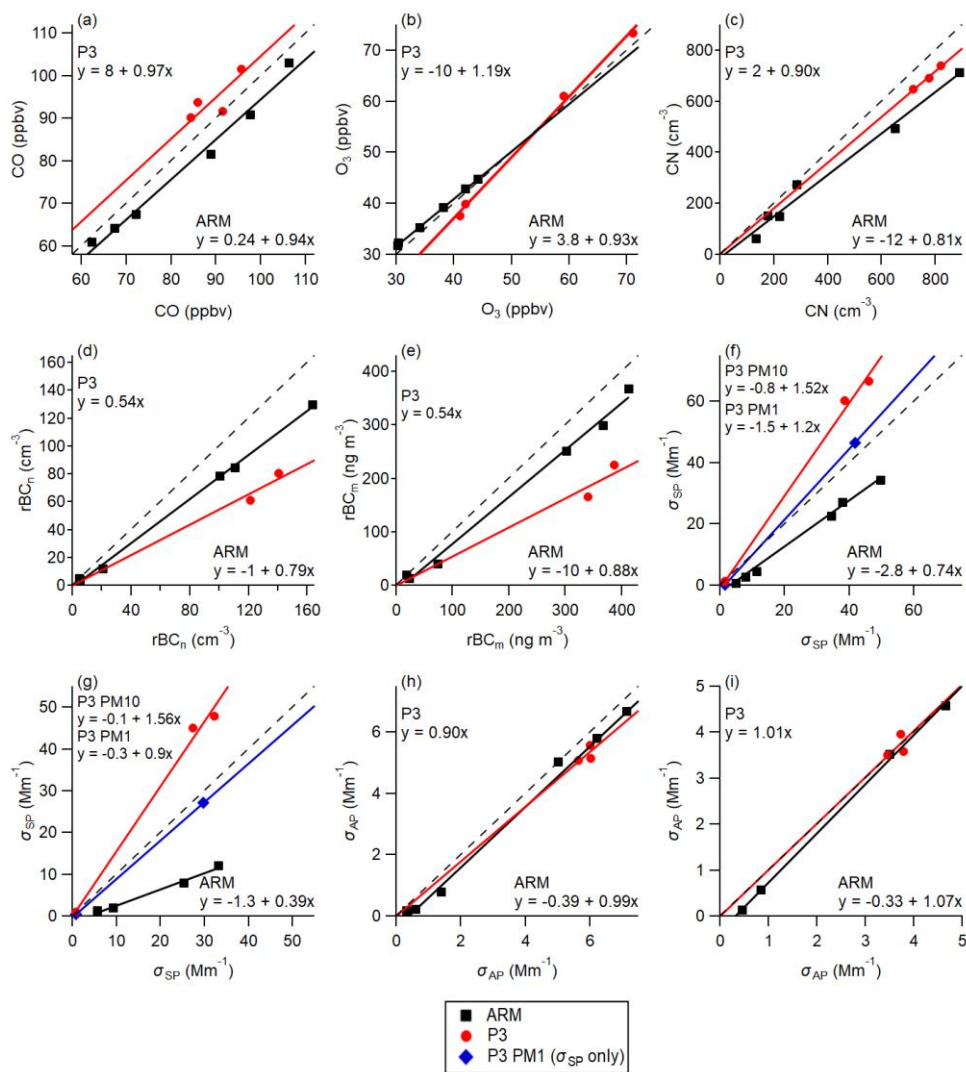 (a)
P3
y = 8 + 0.97x
110
100
90
80
70
60
CO (ppbv)
ARM
y = 0.24 + 0.94x
60 70 80 90 100 110
CO (ppbv)
(b)
P3
y = -10 + 1.19x
70
60
50
40
30
O₃ (ppbv)
ARM
y = 3.8 + 0.93x
30 40 50 60 70
O₃ (ppbv)
(c)
P3
y = 2 + 0.90x
800
600
400
200
0
CN (cm⁻³)
ARM
y = -12 + 0.81x
0 200 400 600 800
CN (cm⁻³)
(d)
P3
y = 0.54x
160
140
120
100
80
60
40
20
0
rBCₙ (cm⁻³)
ARM
y = -1 + 0.79x
0 40 80 120 160
rBCₙ (cm⁻³)
(e)
P3
y = 0.54x
400
300
200
100
0
rBCₘ (ng m⁻³)
ARM
y = -10 + 0.88x
0 100 200 300 400
rBCₘ (ng m⁻³)
(f)
P3 PM10
y = -0.8 + 1.52x
P3 PM1
y = -1.5 + 1.2x
60
40
20
0
σSP (Mm⁻¹)
ARM
y = -2.8 + 0.74x
0 20 40 60
σSP (Mm⁻¹)
(g)
P3 PM10
y = -0.1 + 1.56x
P3 PM1
y = -0.3 + 0.9x
50
40
30
20
10
0
σSP (Mm⁻¹)
ARM
y = -1.3 + 0.39x
0 10 20 30 40 50
σSP (Mm⁻¹)
(h)
P3
y = 0.90x
6
4
2
0
σAP (Mm⁻¹)
ARM
y = -0.39 + 0.99x
0 2 4 6
σAP (Mm⁻¹)
(i)
P3
y = 1.01x
5
4
3
2
1
0
σAP (Mm⁻¹)
ARM
y = -0.33 + 1.07x
0 1 2 3 4 5
σAP (Mm⁻¹)
ARM
P3
P3 PM1 (σSP only)